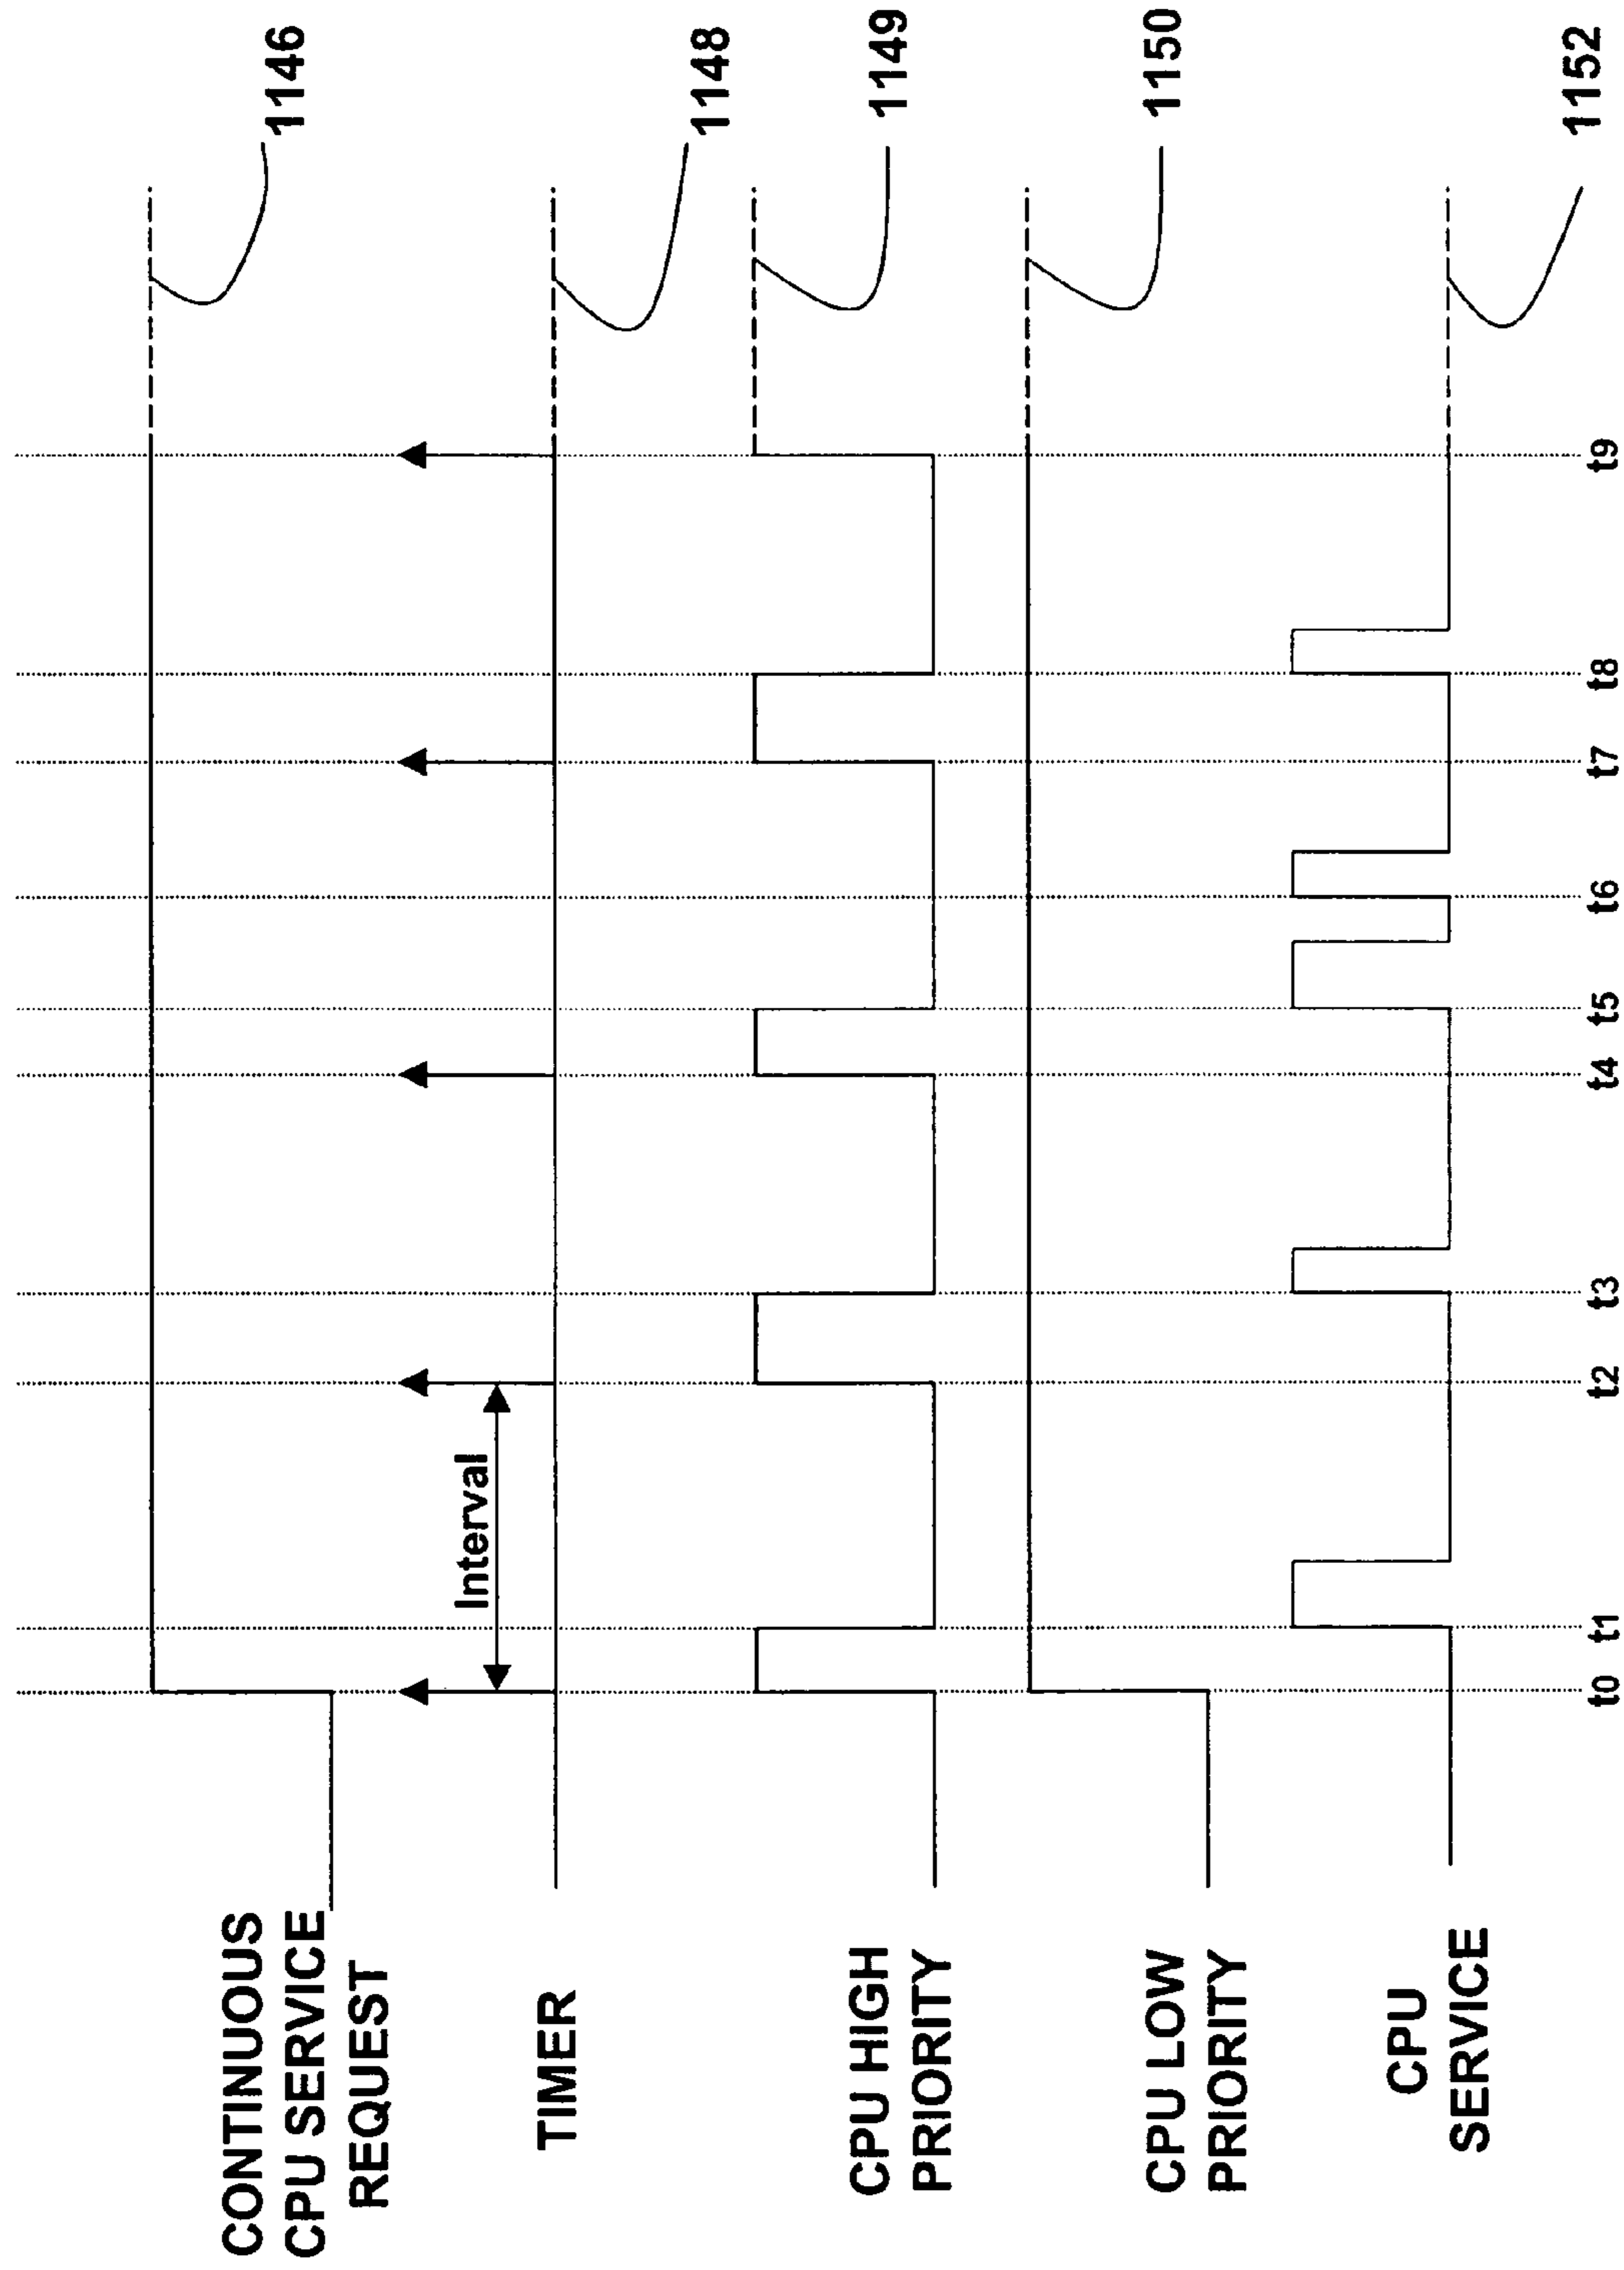 CONTINUOUS
CPU SERVICE
REQUEST
1146
Interval
TIMER
1148
CPU HIGH
PRIORITY
1149
CPU LOW
PRIORITY
1150
CPU
SERVICE
1152
t0 t1 t2 t3 t4 t5 t6 t7 t8 t9